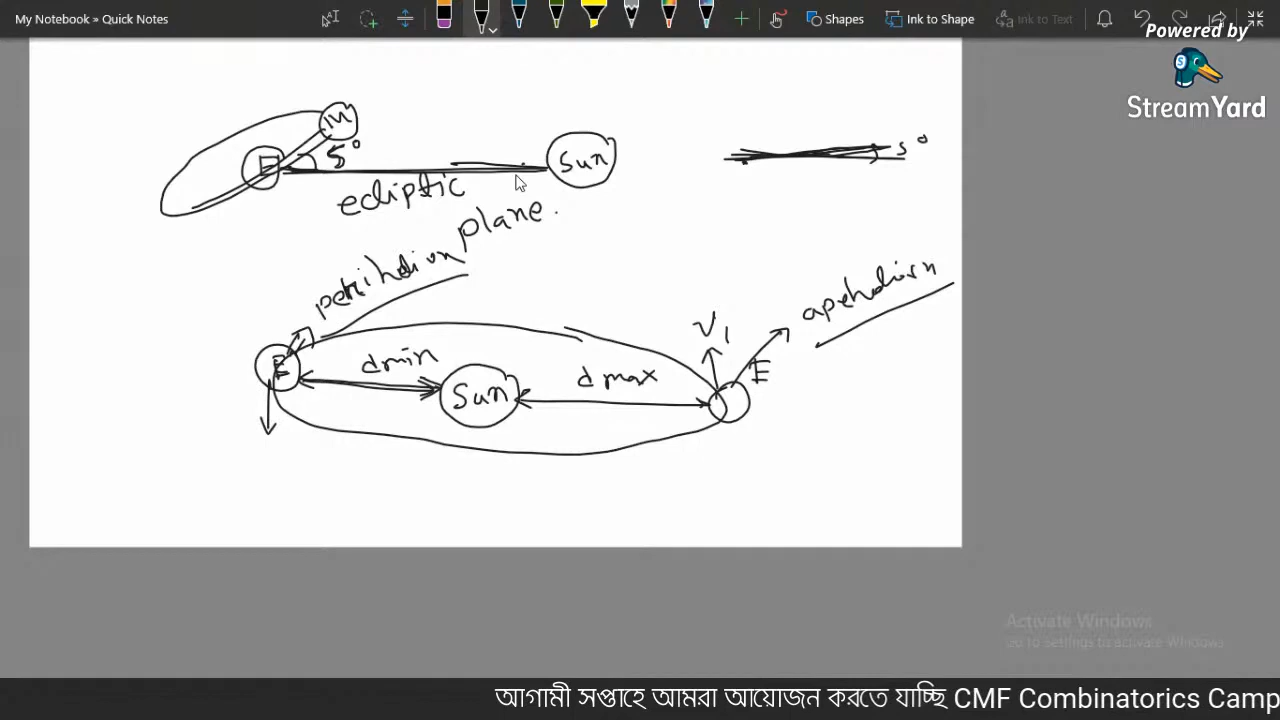 My Notebook » Quick Notes
Shapes
Ink to Shape
Ink to Text
Powered by
S
StreamYard
M
E
5°
Sun
5°
ecliptic
plane.
perihelion
aphelion
V1
E
dmin
Sun
dmax
E
Activate Windows
Go to Settings to activate Windows.
আগামী সপ্তাহে আমরা আয়োজন করতে যাচ্ছি CMF Combinatorics Camp